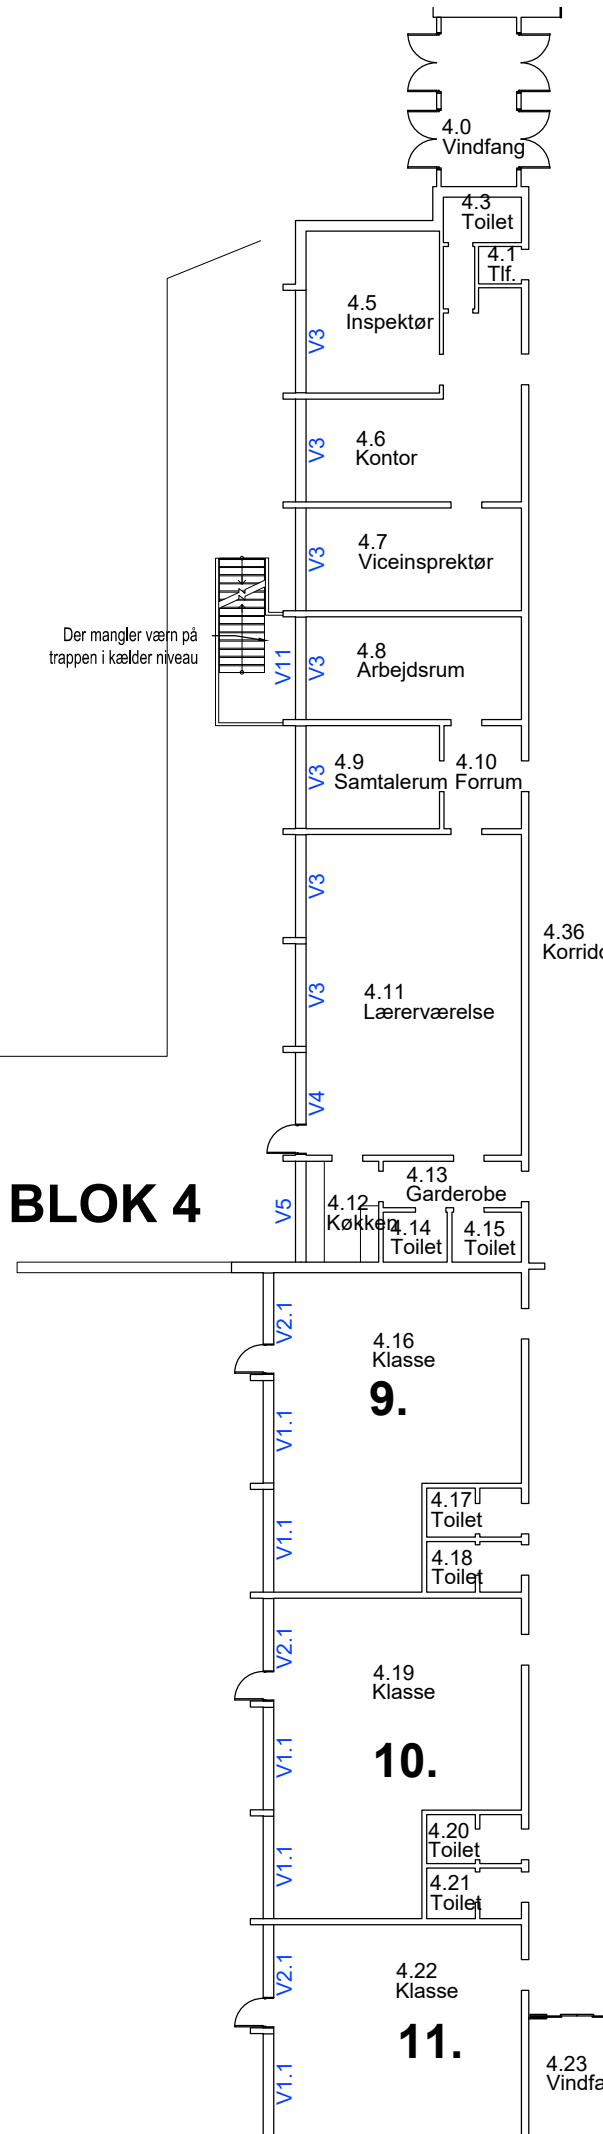 4.0
Vindfang
4.3
Toilet
4.1
Tlf.
4.5
Inspektør
V3
4.6
Kontor
V3
4.7
Viceinsprektør
V3
Der mangler værn på
trappen i kælder niveau
V11
4.8
Arbejdsrum
V3
4.9
Samtalerum
V3
4.10
Forrum
V3
4.36
Korrido
4.11
Lærerværelse
V3
V4
BLOK 4
V5
4.12
Køkken
4.13
Garderobe
4.14
Toilet
4.15
Toilet
V2.1
4.16
Klasse
9.
V1.1
4.17
Toilet
V1.1
4.18
Toilet
V2.1
4.19
Klasse
10.
V1.1
4.20
Toilet
V1.1
4.21
Toilet
V2.1
4.22
Klasse
11.
V1.1
4.23
Vindfa